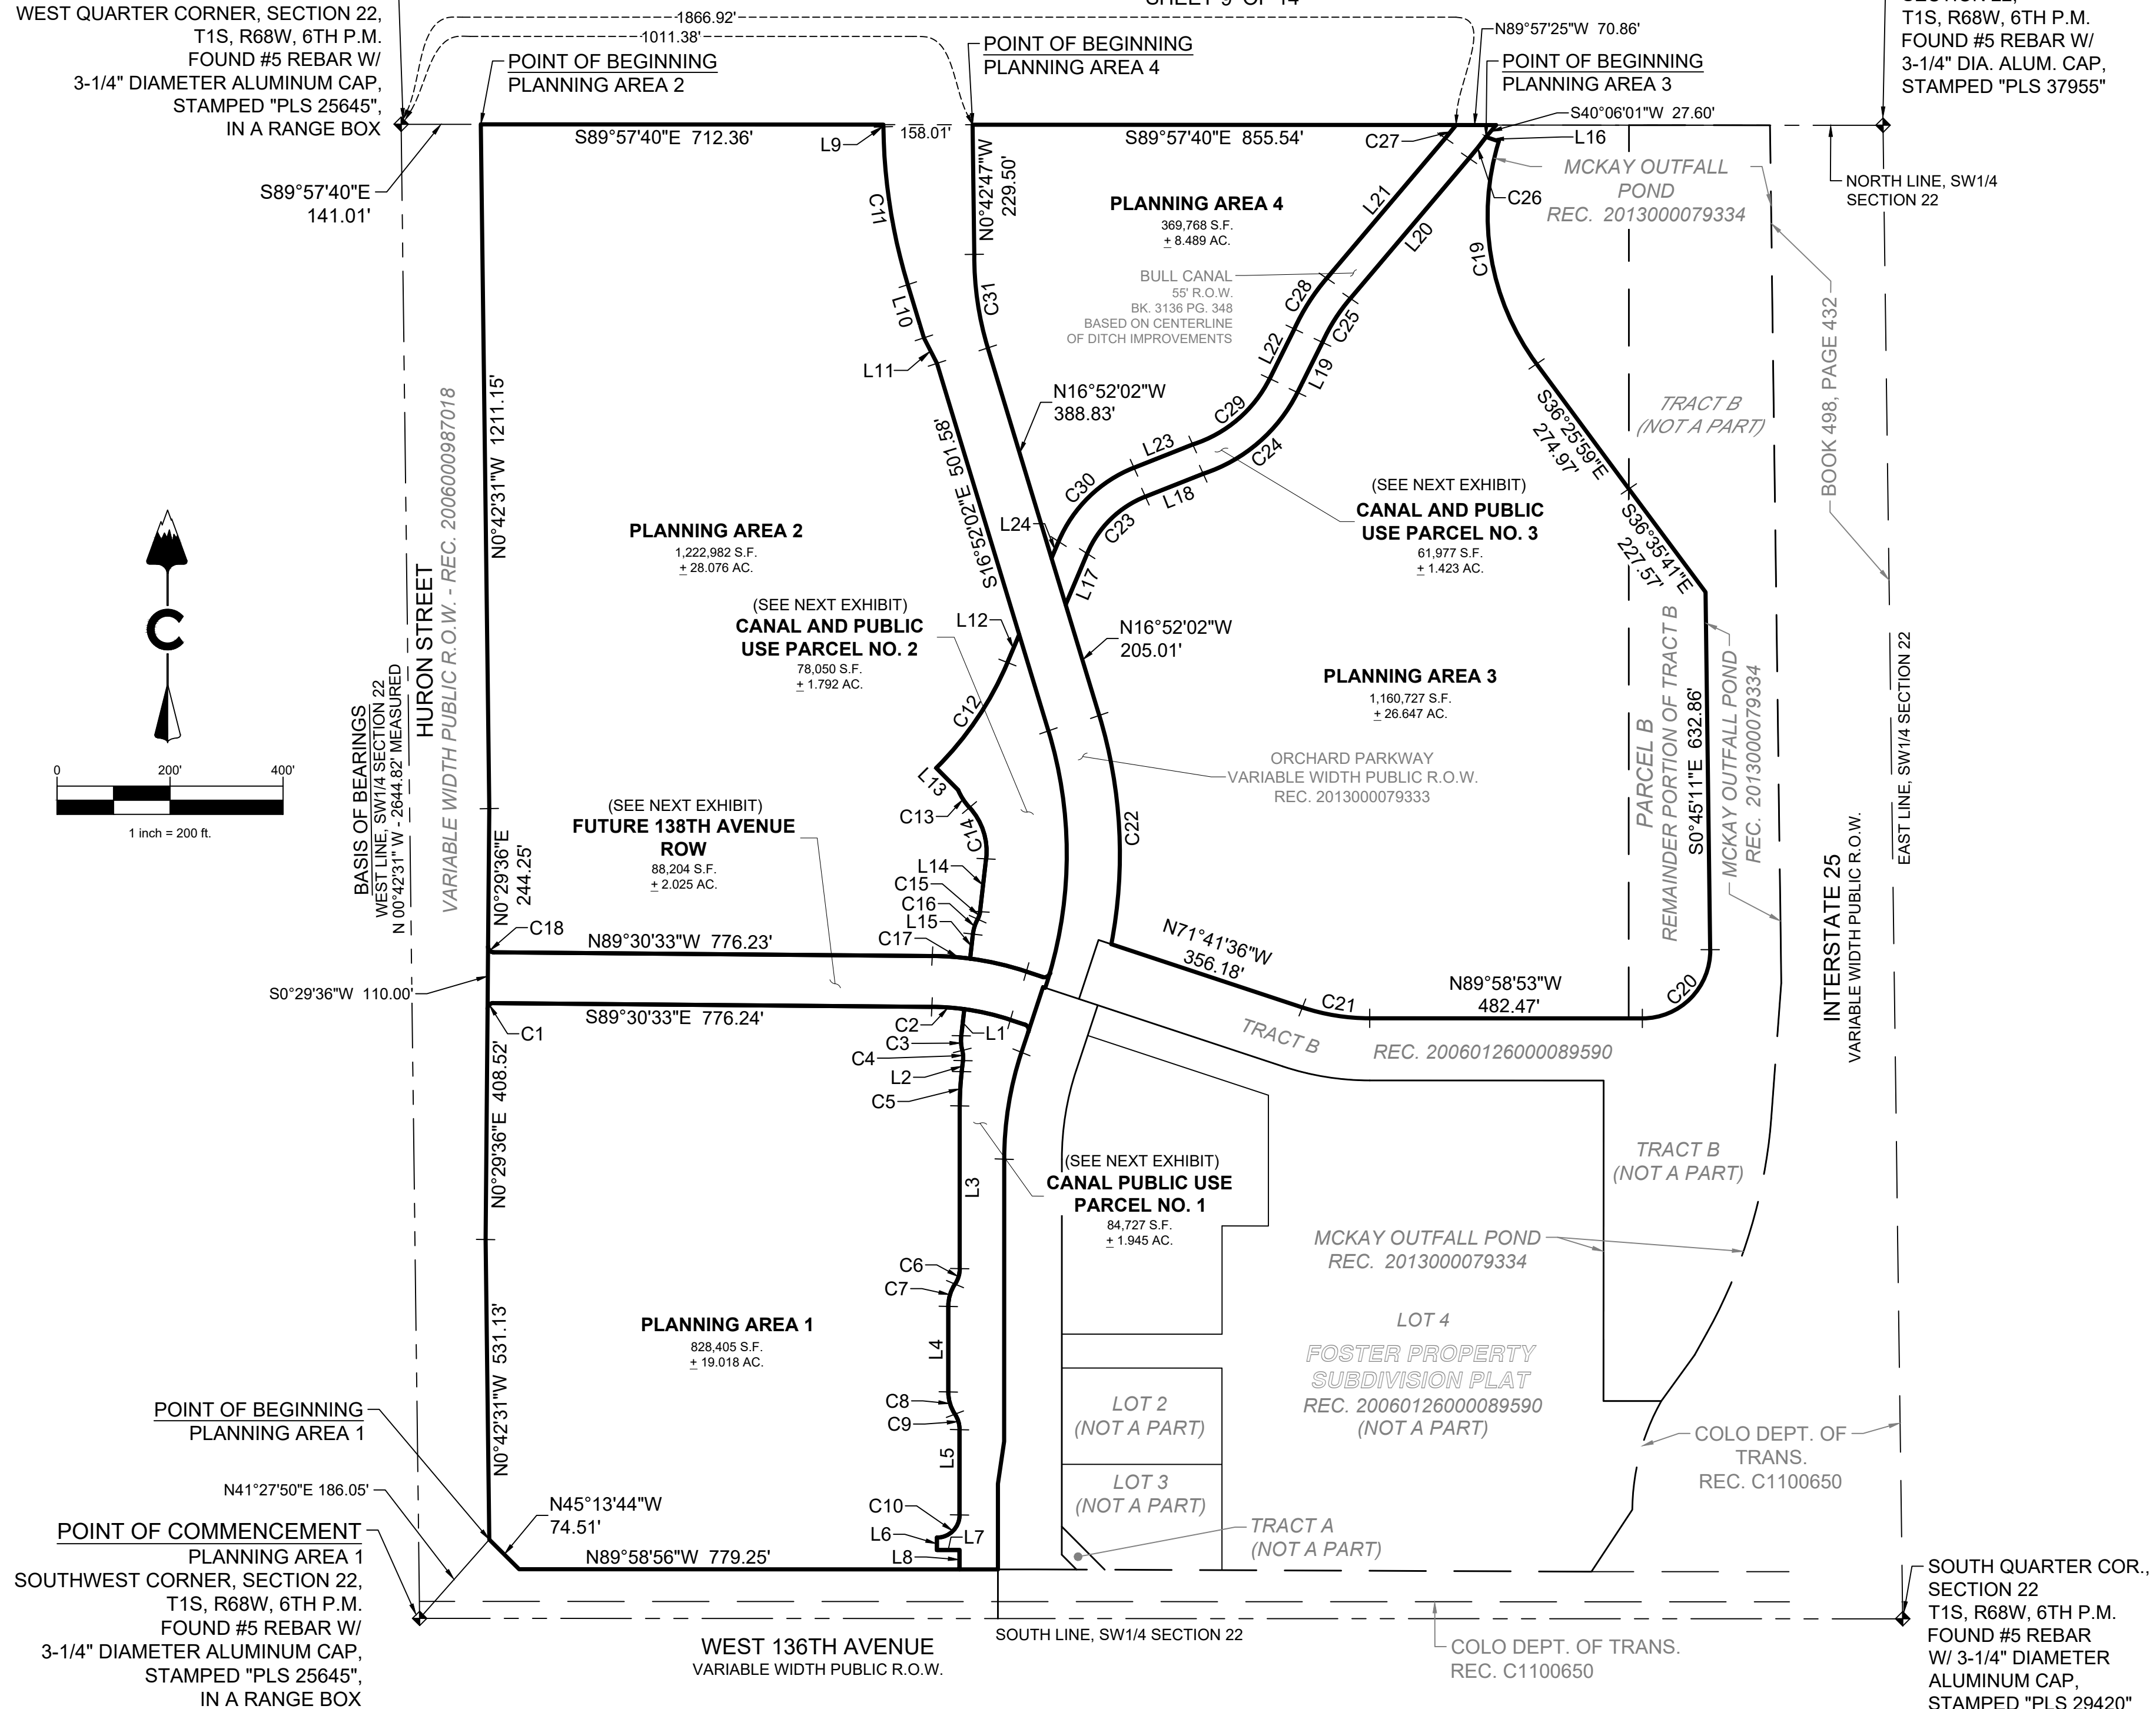 SHEET 9 OF 14
WEST QUARTER CORNER, SECTION 22,
T1S, R68W, 6TH P.M.
FOUND #5 REBAR W/
3-1/4" DIAMETER ALUMINUM CAP,
STAMPED "PLS 25645",
IN A RANGE BOX
1866.92'
1011.38'
POINT OF BEGINNING
PLANNING AREA 2
POINT OF BEGINNING
PLANNING AREA 4
N89°57'25"W 70.86'
POINT OF BEGINNING
PLANNING AREA 3
S40°06'01"W 27.60'
T1S, R68W, 6TH P.M.
FOUND #5 REBAR W/
3-1/4" DIA. ALUM. CAP,
STAMPED "PLS 37955"
S89°57'40"E
141.01'
S89°57'40"E 712.36'
L9
158.01'
S89°57'40"E 855.54'
C27
L16
C26
MCKAY OUTFALL
POND
REC. 2013000079334
NORTH LINE, SW1/4
SECTION 22
C11
N0°42'47"W
229.50'
PLANNING AREA 4
369,768 S.F.
+ 8.489 AC.
L21
L20
C19
BULL CANAL
55' R.O.W.
BK. 3136 PG. 348
BASED ON CENTERLINE
OF DITCH IMPROVEMENTS
L10
C31
C28
C25
L22
L19
L11
N16°52'02"W
388.83'
C29
C24
L23
L18
C30
C23
L24
L17
S36°25'59"E
274.97'
TRACT B
(NOT A PART)
BOOK 498, PAGE 432
(SEE NEXT EXHIBIT)
CANAL AND PUBLIC
USE PARCEL NO. 3
61,977 S.F.
+ 1.423 AC.
S36°35'41"E
227.57'
N0°42'31"W 1211.15'
VARIABLE WIDTH PUBLIC R.O.W. - REC. 2006000987018
HURON STREET
S16°52'02"E 501.58'
PLANNING AREA 2
1,222,982 S.F.
+ 28.076 AC.
(SEE NEXT EXHIBIT)
CANAL AND PUBLIC
USE PARCEL NO. 2
78,050 S.F.
+ 1.792 AC.
L12
N16°52'02"W
205.01'
PLANNING AREA 3
1,160,727 S.F.
+ 26.647 AC.
C
0
200'
400'
1 inch = 200 ft.
BASIS OF BEARINGS
WEST LINE, SW1/4 SECTION 22
N 00°42'31" W - 2644.82' MEASURED
C12
L13
C13
C14
C22
ORCHARD PARKWAY
VARIABLE WIDTH PUBLIC R.O.W.
REC. 2013000079333
PARCEL B
REMAINDER PORTION OF TRACT B
S0°45'11"E 632.86'
MCKAY OUTFALL POND
REC. 2013000079334
EAST LINE, SW1/4 SECTION 22
INTERSTATE 25
VARIABLE WIDTH PUBLIC R.O.W.
(SEE NEXT EXHIBIT)
FUTURE 138TH AVENUE
ROW
88,204 S.F.
+ 2.025 AC.
N0°29'36"E
244.25'
L14
C15
C16
L15
C17
C18
N89°30'33"W 776.23'
S0°29'36"W 110.00'
N71°41'36"W
356.18'
C21
N89°58'53"W
482.47'
C20
S89°30'33"E 776.24'
C1
C2
L1
C3
C4
L2
C5
TRACT B
REC. 20060126000089590
N0°29'36"E 408.52'
L3
TRACT B
(NOT A PART)
(SEE NEXT EXHIBIT)
CANAL PUBLIC USE
PARCEL NO. 1
84,727 S.F.
+ 1.945 AC.
MCKAY OUTFALL POND
REC. 2013000079334
C6
C7
PLANNING AREA 1
828,405 S.F.
+ 19.018 AC.
L4
LOT 4
FOSTER PROPERTY
SUBDIVISION PLAT
REC. 20060126000089590
(NOT A PART)
N0°42'31"W 531.13'
C8
C9
L5
LOT 2
(NOT A PART)
LOT 3
(NOT A PART)
COLO DEPT. OF
TRANS.
REC. C1100650
POINT OF BEGINNING
PLANNING AREA 1
N41°27'50"E 186.05'
N45°13'44"W
74.51'
C10
L6
L7
L8
N89°58'56"W 779.25'
TRACT A
(NOT A PART)
POINT OF COMMENCEMENT
PLANNING AREA 1
SOUTHWEST CORNER, SECTION 22,
T1S, R68W, 6TH P.M.
FOUND #5 REBAR W/
3-1/4" DIAMETER ALUMINUM CAP,
STAMPED "PLS 25645",
IN A RANGE BOX
WEST 136TH AVENUE
VARIABLE WIDTH PUBLIC R.O.W.
SOUTH LINE, SW1/4 SECTION 22
COLO DEPT. OF TRANS.
REC. C1100650
SOUTH QUARTER COR.,
SECTION 22
T1S, R68W, 6TH P.M.
FOUND #5 REBAR
W/ 3-1/4" DIAMETER
ALUMINUM CAP,
STAMPED "PLS 29420"